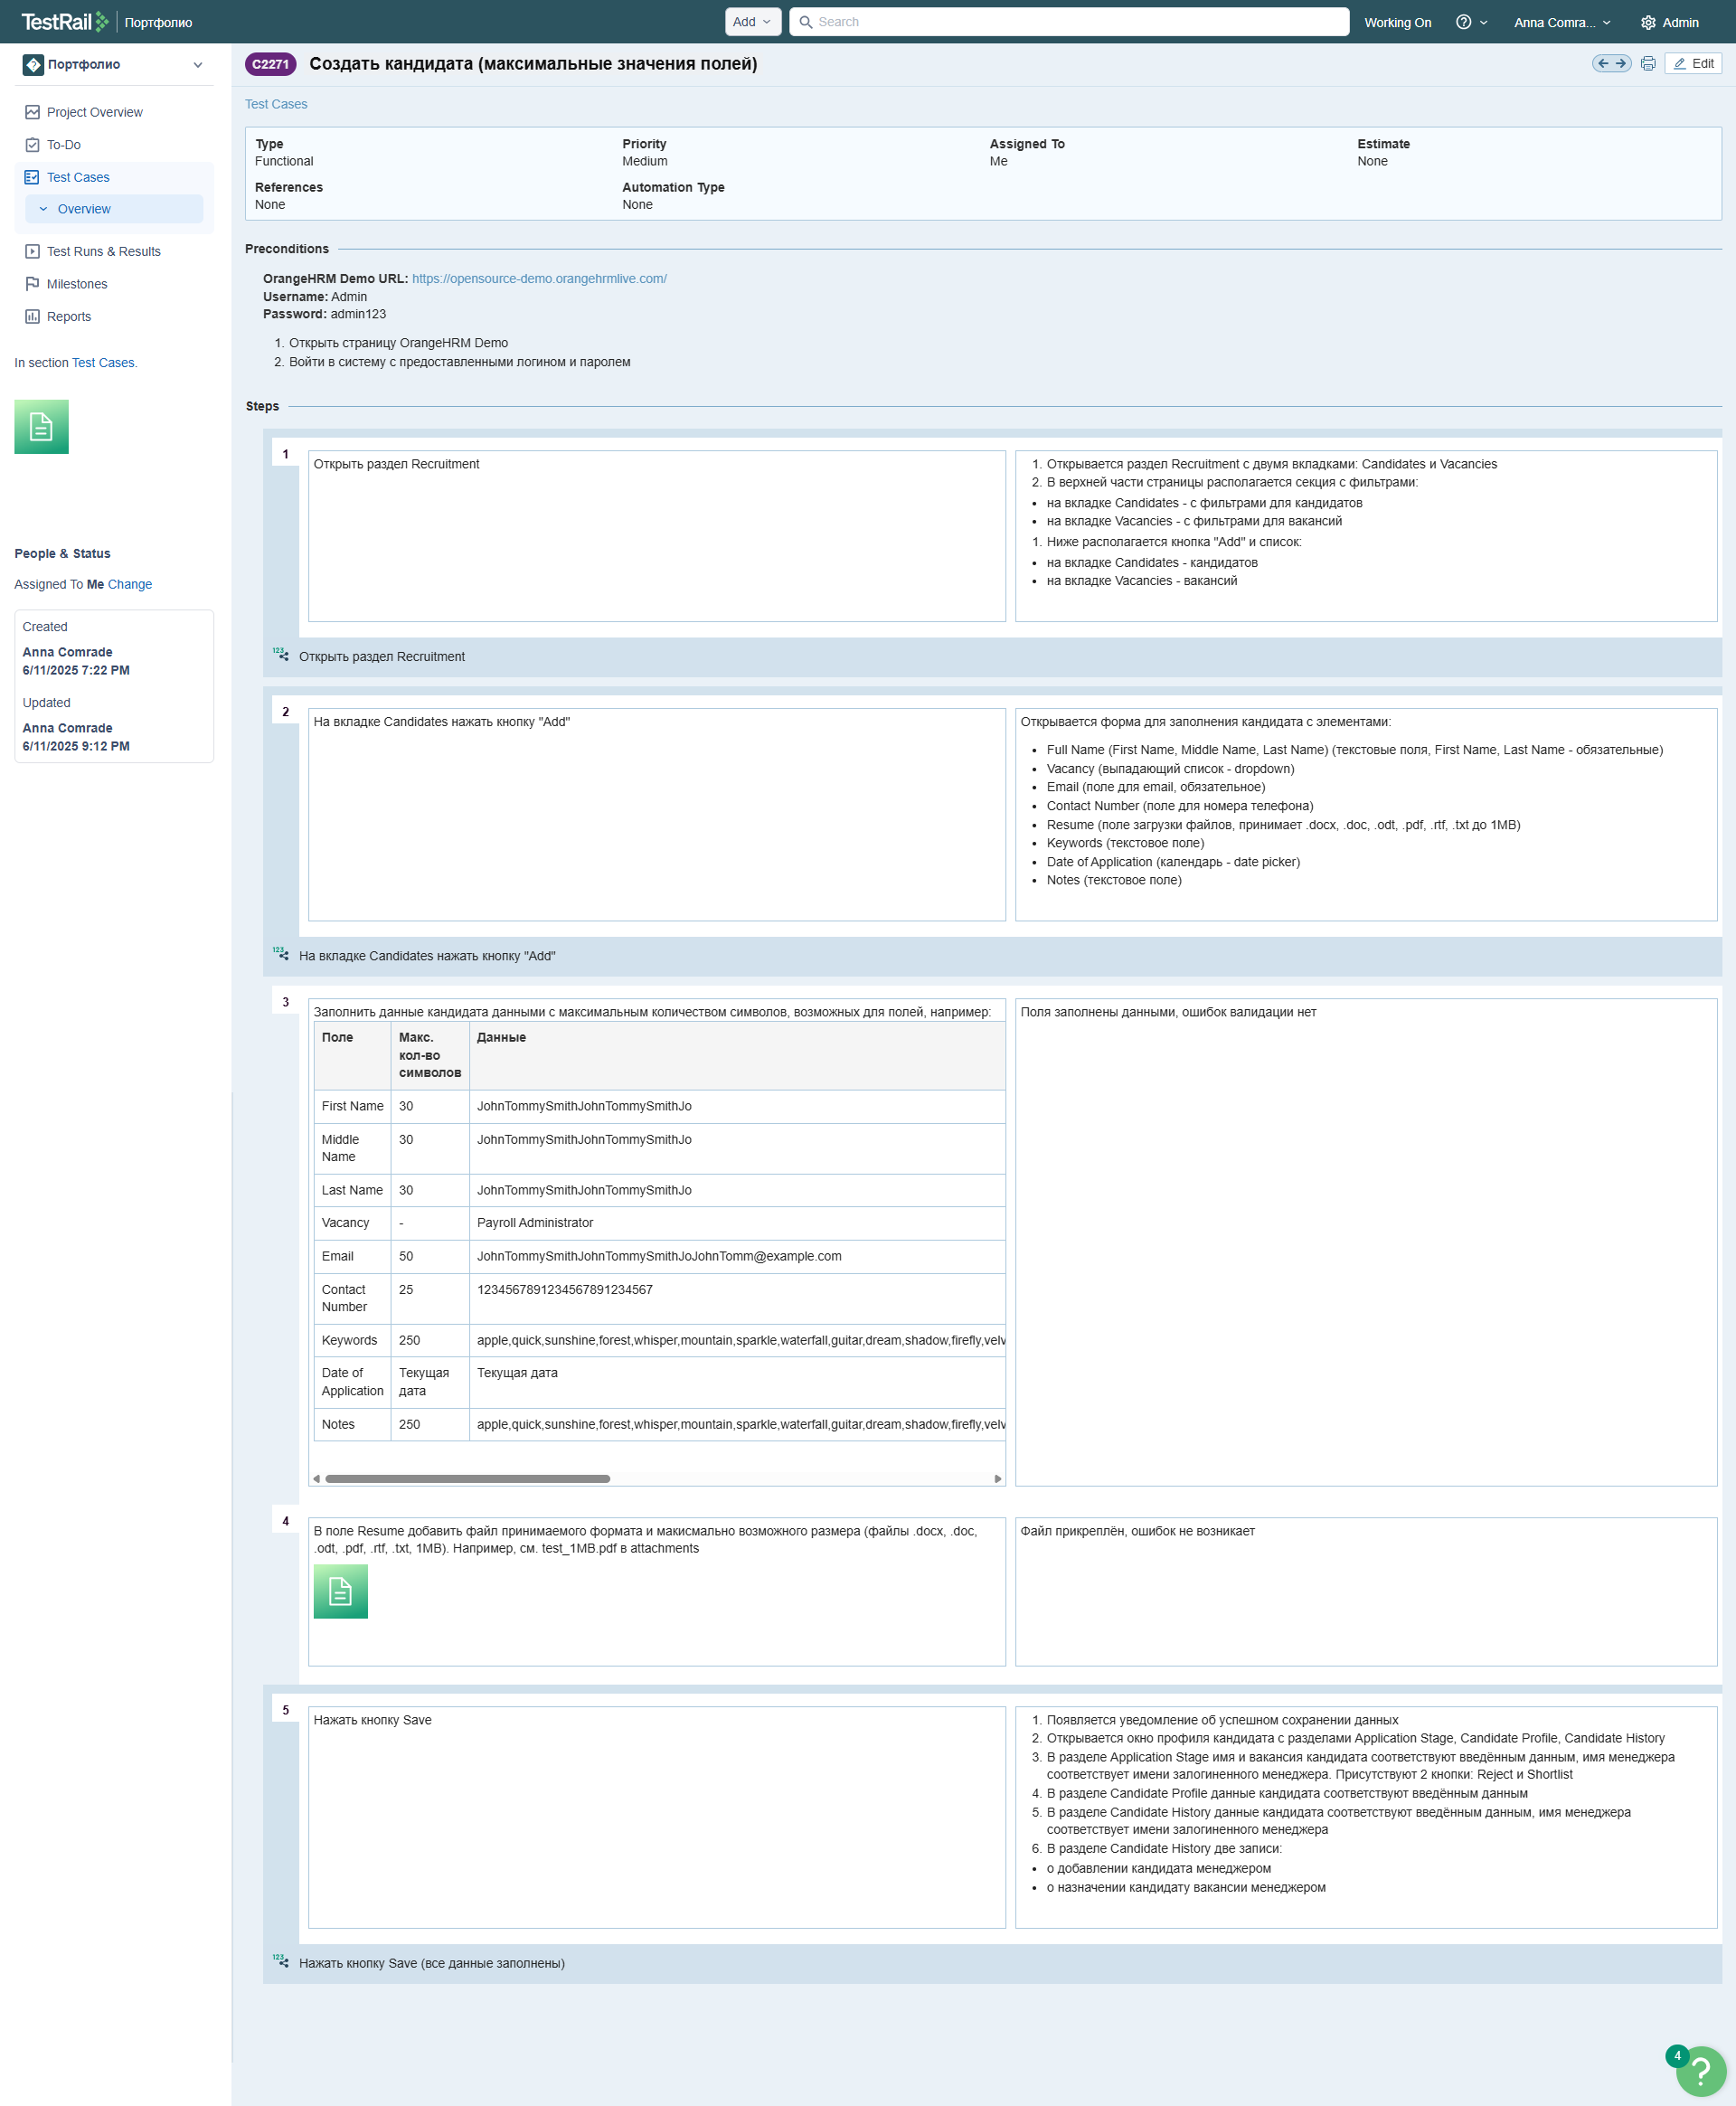 TestRail
Портфолио
Add
Search
Working On
Anna Comra...
Admin
Портфолио
Project Overview
To-Do
Test Cases
Overview
Test Runs & Results
Milestones
Reports
In section Test Cases.
People & Status
Assigned To Me Change
Created
Anna Comrade
6/11/2025 7:22 PM
Updated
Anna Comrade
6/11/2025 9:12 PM
C2271 Создать кандидата (максимальные значения полей)
Edit
Test Cases
Type
Functional
Priority
Medium
Assigned To
Me
Estimate
None
References
None
Automation Type
None
Preconditions
OrangeHRM Demo URL: https://opensource-demo.orangehrmlive.com/
Username: Admin
Password: admin123
1. Открыть страницу OrangeHRM Demo
2. Войти в систему с предоставленными логином и паролем
Steps
1
Открыть раздел Recruitment
1. Открывается раздел Recruitment с двумя вкладками: Candidates и Vacancies
2. В верхней части страницы располагается секция с фильтрами:
• на вкладке Candidates - с фильтрами для кандидатов
• на вкладке Vacancies - с фильтрами для вакансий
1. Ниже располагается кнопка "Add" и список:
• на вкладке Candidates - кандидатов
• на вкладке Vacancies - вакансий
123
Открыть раздел Recruitment
2
На вкладке Candidates нажать кнопку "Add"
Открывается форма для заполнения кандидата с элементами:
• Full Name (First Name, Middle Name, Last Name) (текстовые поля, First Name, Last Name - обязательные)
• Vacancy (выпадающий список - dropdown)
• Email (поле для email, обязательное)
• Contact Number (поле для номера телефона)
• Resume (поле загрузки файлов, принимает .docx, .doc, .odt, .pdf, .rtf, .txt до 1MB)
• Keywords (текстовое поле)
• Date of Application (календарь - date picker)
• Notes (текстовое поле)
123
На вкладке Candidates нажать кнопку "Add"
3
Заполнить данные кандидата данными с максимальным количеством символов, возможных для полей, например:
Поле
Макс.
кол-во
символов
Данные
First Name 30 JohnTommySmithJohnTommySmithJo
Middle
Name
30 JohnTommySmithJohnTommySmithJo
Last Name 30 JohnTommySmithJohnTommySmithJo
Vacancy - Payroll Administrator
Email 50 JohnTommySmithJohnTommySmithJoJohnTomm@example.com
Contact
Number
25 1234567891234567891234567
Keywords 250 apple,quick,sunshine,forest,whisper,mountain,sparkle,waterfall,guitar,dream,shadow,firefly,velv
Date of
Application
Текущая
дата
Текущая дата
Notes 250 apple,quick,sunshine,forest,whisper,mountain,sparkle,waterfall,guitar,dream,shadow,firefly,velv
Поля заполнены данными, ошибок валидации нет
4
В поле Resume добавить файл принимаемого формата и макисмально возможного размера (файлы .docx, .doc,
.odt, .pdf, .rtf, .txt, 1MB). Например, см. test_1MB.pdf в attachments
Файл прикреплён, ошибок не возникает
5
Нажать кнопку Save
1. Появляется уведомление об успешном сохранении данных
2. Открывается окно профиля кандидата с разделами Application Stage, Candidate Profile, Candidate History
3. В разделе Application Stage имя и вакансия кандидата соответствуют введённым данным, имя менеджера
соответствует имени залогиненного менеджера. Присутствуют 2 кнопки: Reject и Shortlist
4. В разделе Candidate Profile данные кандидата соответствуют введённым данным
5. В разделе Candidate History данные кандидата соответствуют введённым данным, имя менеджера
соответствует имени залогиненного менеджера
6. В разделе Candidate History две записи:
• о добавлении кандидата менеджером
• о назначении кандидату вакансии менеджером
123
Нажать кнопку Save (все данные заполнены)
4
?